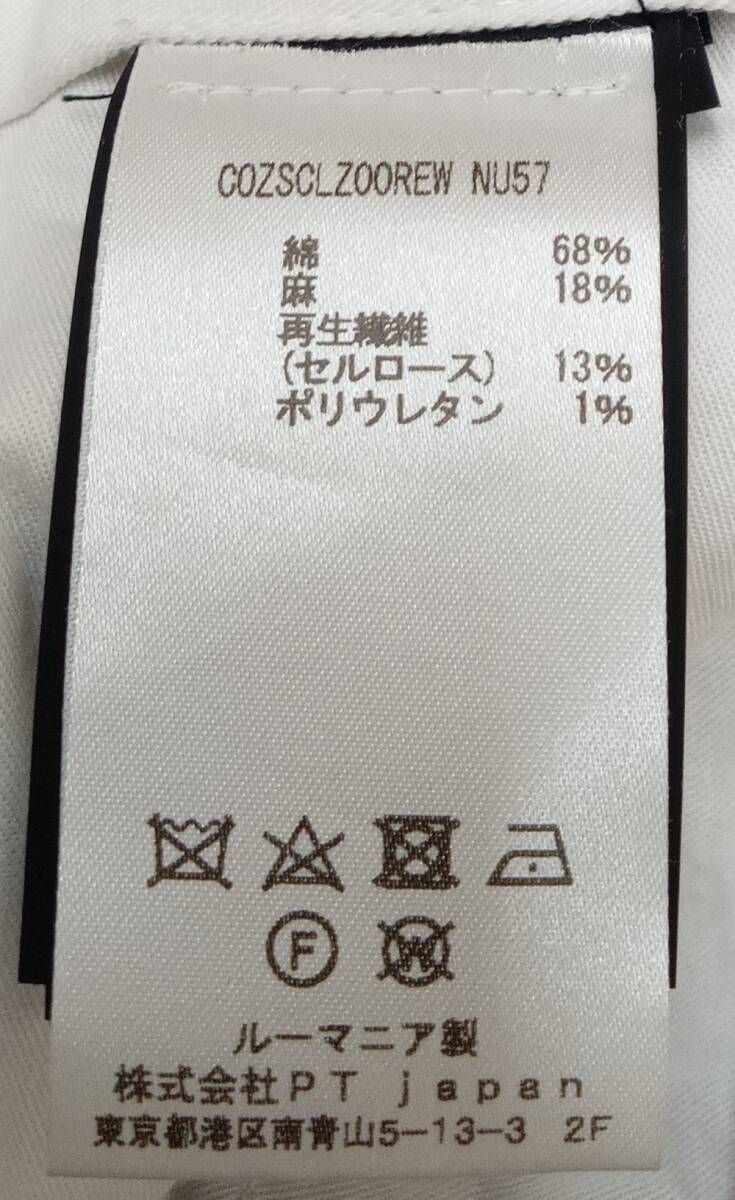 COZSCLZOOREW NU57
綿 68%
麻 18%
再生繊維
(セルロース) 13%
ポリウレタン 1%
F W
ルーマニア製
株式会社PT japan
東京都港区南青山5-13-3 2F